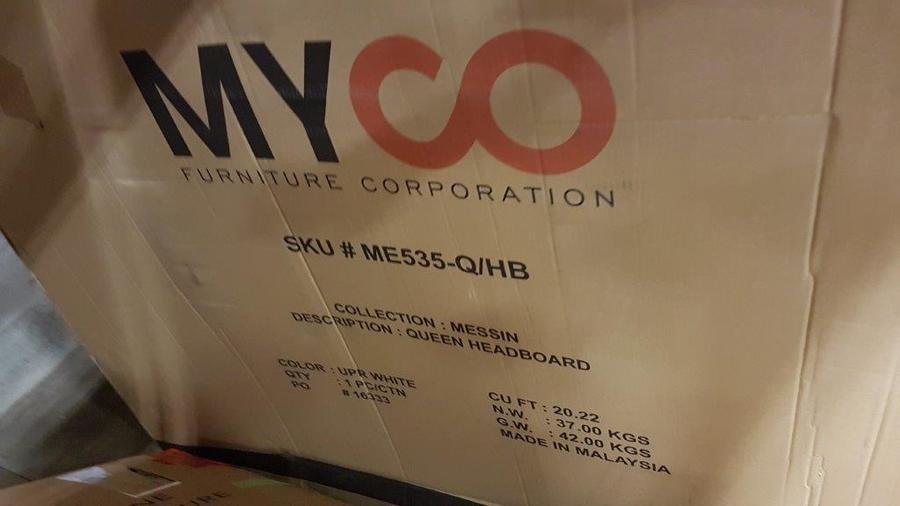 MYCO
FURNITURE CORPORATION
SKU # ME535-Q/HB
COLLECTION : MESSIN
DESCRIPTION : QUEEN HEADBOARD
COLOR : UPR WHITE
QTY : 1 PC/CTN
PO # 16333
CU FT : 20.22
N.W. : 37.00 KGS
G.W. : 42.00 KGS
MADE IN MALAYSIA